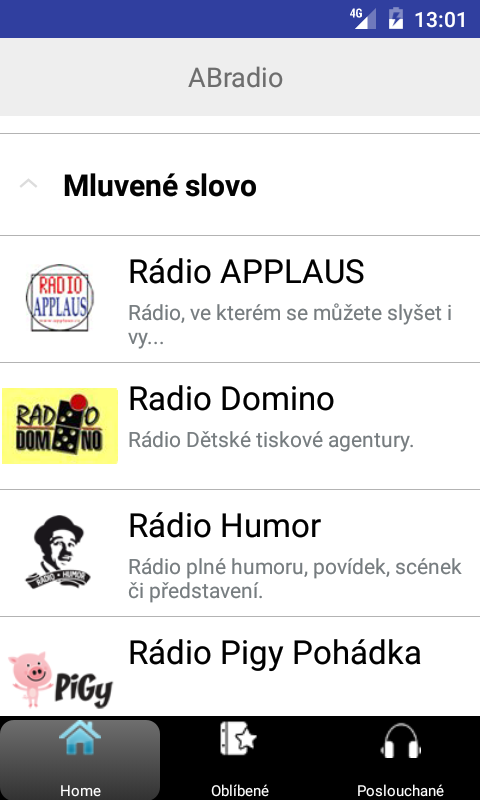 4G 13:01
ABradio
Mluvené slovo
RADIO
APPLAUS
Rádio APPLAUS
Rádio, ve kterém se můžete slyšet i
vy...
RADIO
DOMINO
Radio Domino
Rádio Dětské tiskové agentury.
RÁDIO HUMOR
Rádio Humor
Rádio plné humoru, povídek, scének
či představení.
PiGy
Rádio Pigy Pohádka
Home
Oblíbené
Poslouchané